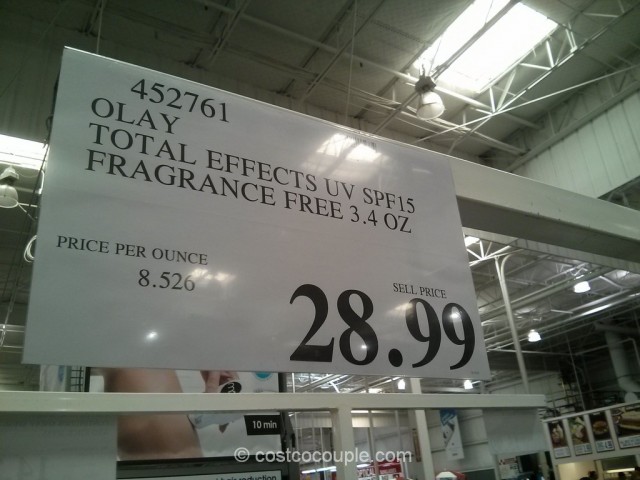 452761
OLAY
TOTAL EFFECTS UV SPF15
FRAGRANCE FREE 3.4 OZ
PRICE PER OUNCE
8.526
SELL PRICE
28.99
10 min
© costcocouple.com